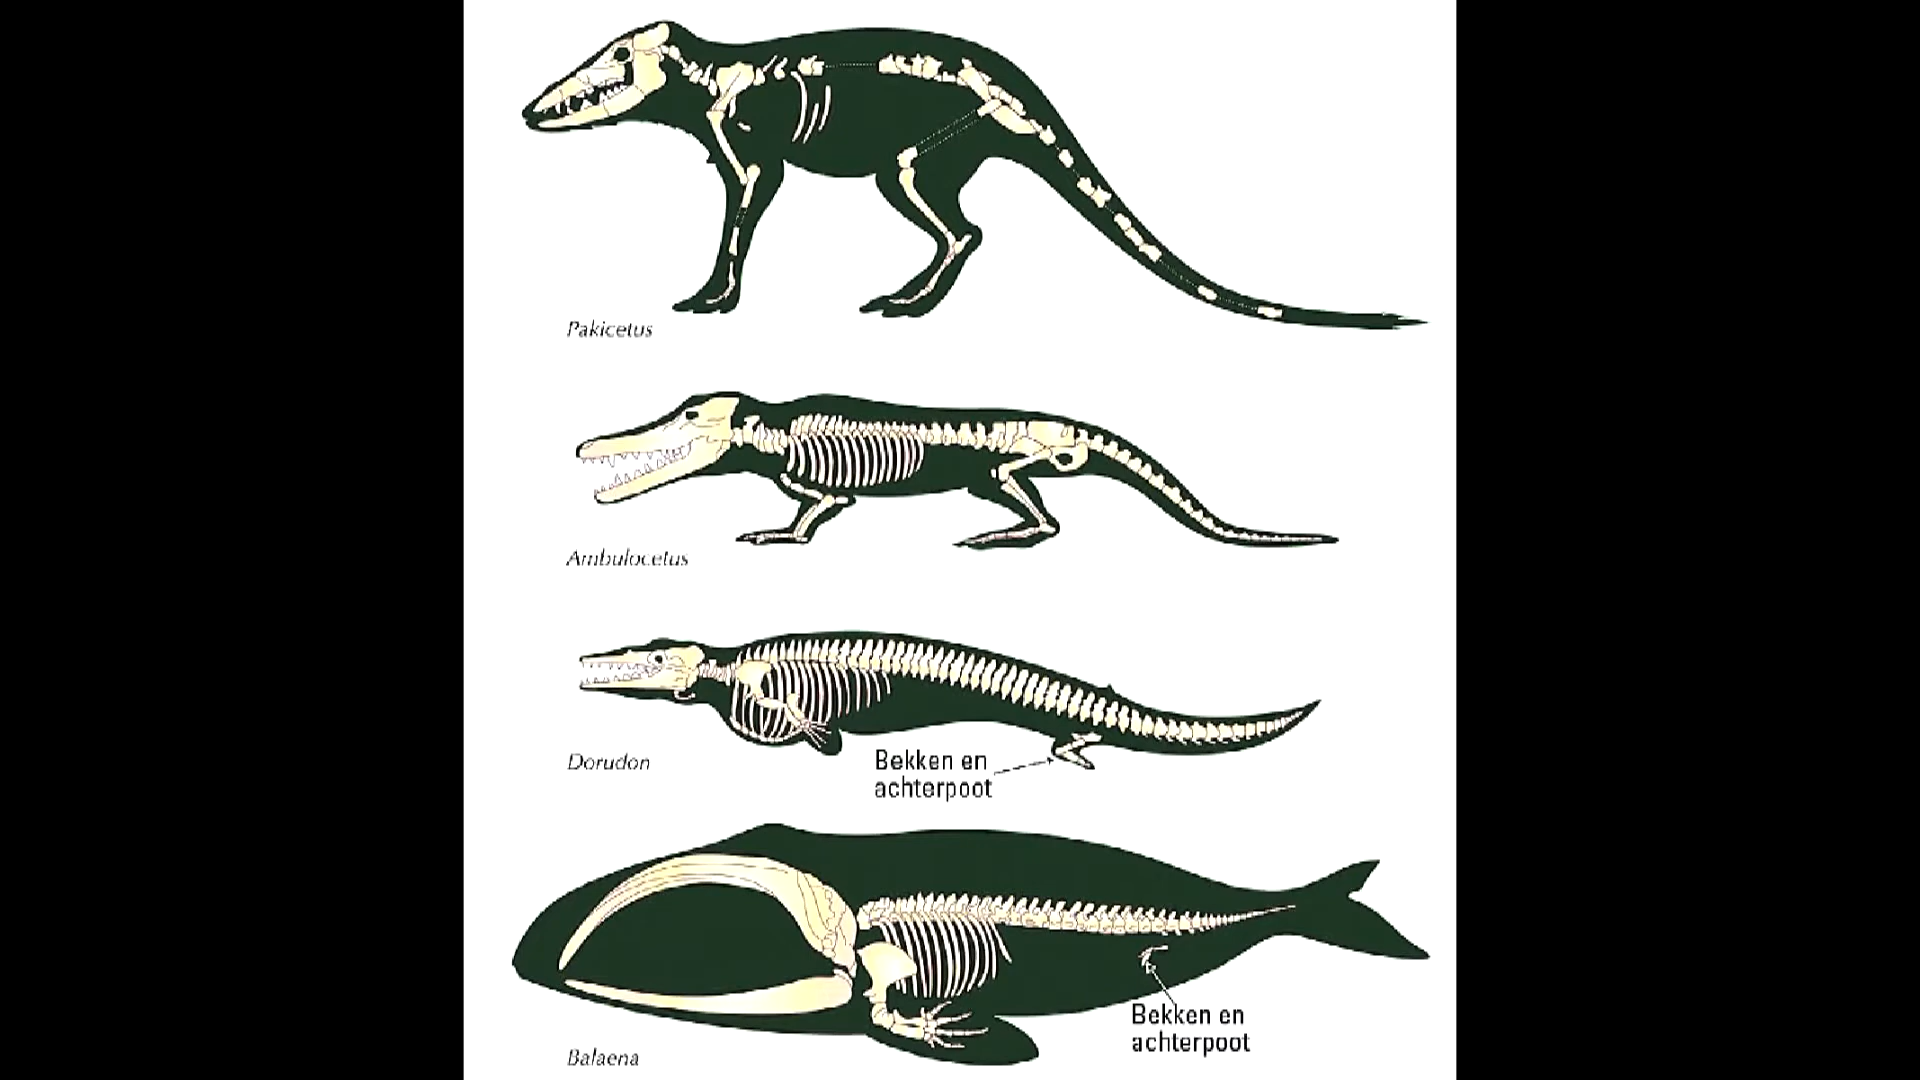 Pakicetus
Ambulocetus
Dorudon
Bekken en
achterpoot
Bekken en
achterpoot
Balaena